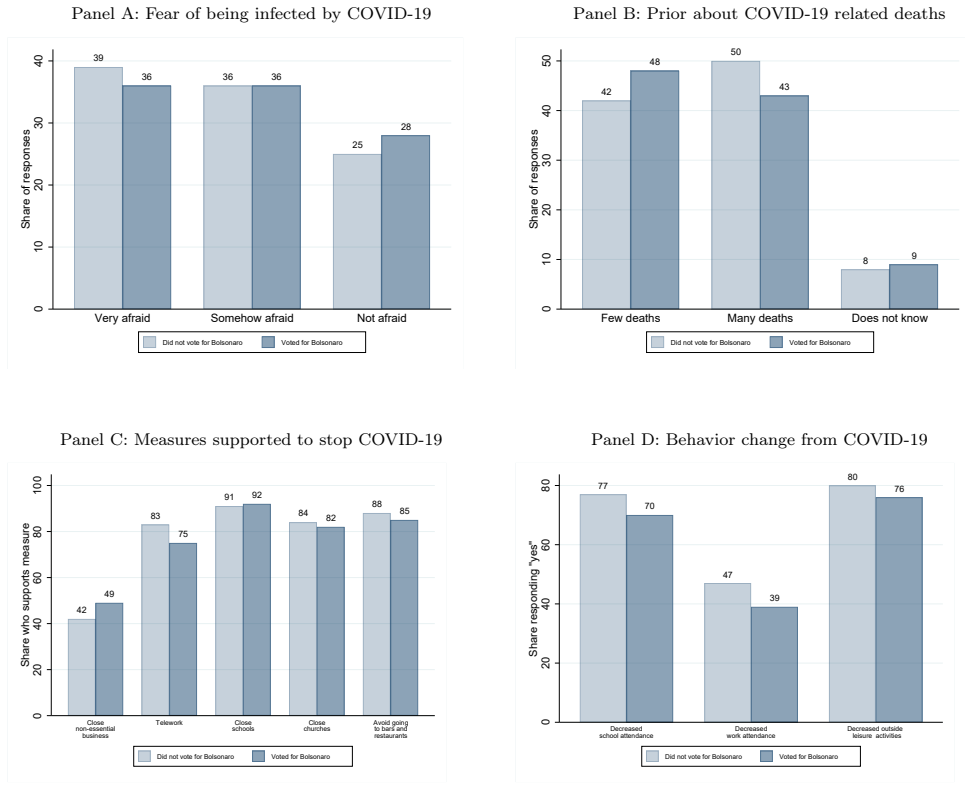 Panel A: Fear of being infected by COVID-19
Share of responses
0
10
20
30
40
39
36
36
36
25
28
Very afraid
Somehow afraid
Not afraid
Did not vote for Bolsonaro
Voted for Bolsonaro
Panel B: Prior about COVID-19 related deaths
Share of responses
0
10
20
30
40
50
42
48
50
43
8
9
Few deaths
Many deaths
Does not know
Did not vote for Bolsonaro
Voted for Bolsonaro
Panel C: Measures supported to stop COVID-19
Share who supports measure
0
20
40
60
80
100
42
49
83
75
91
92
84
82
88
85
Close
non-essential
business
Telework
Close
schools
Close
churches
Avoid going
to bars and
restaurants
Did not vote for Bolsonaro
Voted for Bolsonaro
Panel D: Behavior change from COVID-19
Share responding "yes"
0
20
40
60
80
77
70
47
39
80
76
Decreased
school attendance
Decreased
work attendance
Decreased outside
leisure activities
Did not vote for Bolsonaro
Voted for Bolsonaro